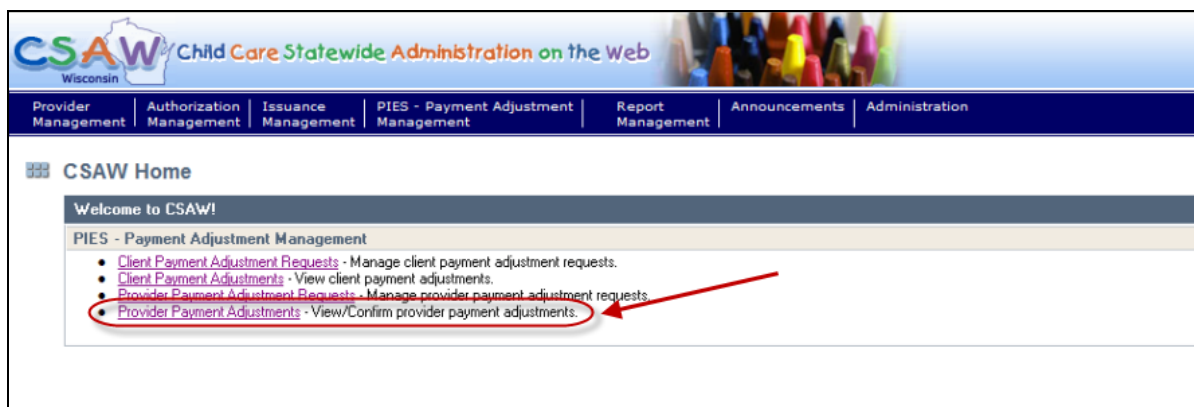 CSAW Child Care Statewide Administration on the Web
Wisconsin
Provider Management
Authorization Management
Issuance Management
PIES - Payment Adjustment Management
Report Management
Announcements
Administration
CSAW Home
Welcome to CSAW!
PIES - Payment Adjustment Management
• Client Payment Adjustment Requests - Manage client payment adjustment requests.
• Client Payment Adjustments - View client payment adjustments.
• Provider Payment Adjustment Requests - Manage provider payment adjustment requests.
• Provider Payment Adjustments - View/Confirm provider payment adjustments.